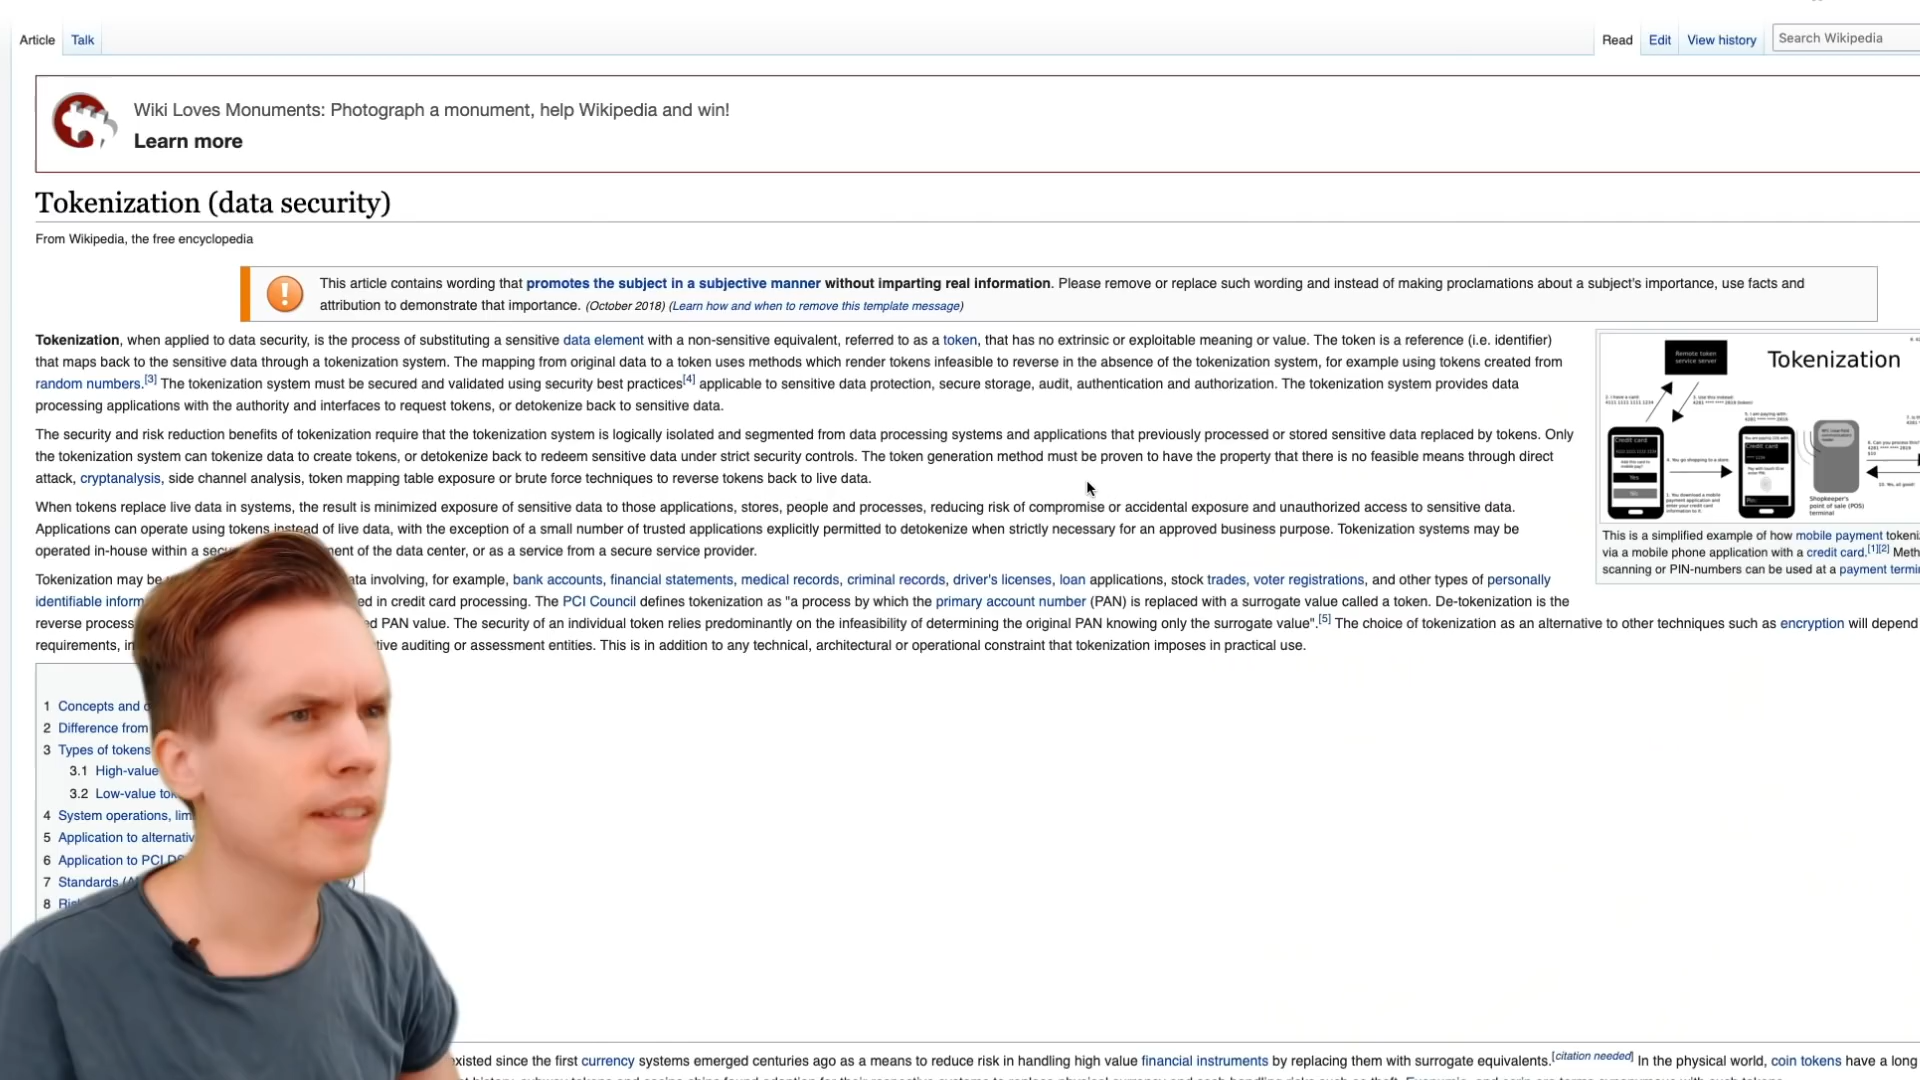 Article Talk Read Edit View history Search Wikipedia
Wiki Loves Monuments: Photograph a monument, help Wikipedia and win!
Learn more
Tokenization (data security)
From Wikipedia, the free encyclopedia
This article contains wording that promotes the subject in a subjective manner without imparting real information. Please remove or replace such wording and instead of making proclamations about a subject's importance, use facts and
attribution to demonstrate that importance. (October 2018) (Learn how and when to remove this template message)
Tokenization, when applied to data security, is the process of substituting a sensitive data element with a non-sensitive equivalent, referred to as a token, that has no extrinsic or exploitable meaning or value. The token is a reference (i.e. identifier)
that maps back to the sensitive data through a tokenization system. The mapping from original data to a token uses methods which render tokens infeasible to reverse in the absence of the tokenization system, for example using tokens created from
random numbers.[3] The tokenization system must be secured and validated using security best practices[4] applicable to sensitive data protection, secure storage, audit, authentication and authorization. The tokenization system provides data
processing applications with the authority and interfaces to request tokens, or detokenize back to sensitive data.
The security and risk reduction benefits of tokenization require that the tokenization system is logically isolated and segmented from data processing systems and applications that previously processed or stored sensitive data replaced by tokens. Only
the tokenization system can tokenize data to create tokens, or detokenize back to redeem sensitive data under strict security controls. The token generation method must be proven to have the property that there is no feasible means through direct
attack, cryptanalysis, side channel analysis, token mapping table exposure or brute force techniques to reverse tokens back to live data.
When tokens replace live data in systems, the result is minimized exposure of sensitive data to those applications, stores, people and processes, reducing risk of compromise or accidental exposure and unauthorized access to sensitive data.
Applications can operate using tokens instead of live data, with the exception of a small number of trusted applications explicitly permitted to detokenize when strictly necessary for an approved business purpose. Tokenization systems may be
operated in-house within a of the data center, or as a service from a secure service provider.
Tokenization may be involving, for example, bank accounts, financial statements, medical records, criminal records, driver's licenses, loan applications, stock trades, voter registrations, and other types of personally
identifiable in credit card processing. The PCI Council defines tokenization as "a process by which the primary account number (PAN) is replaced with a surrogate value called a token. De-tokenization is the
reverse process PAN value. The security of an individual token relies predominantly on the infeasibility of determining the original PAN knowing only the surrogate value".[5] The choice of tokenization as an alternative to other techniques such as encryption will depend
requirements, auditing or assessment entities. This is in addition to any technical, architectural or operational constraint that tokenization imposes in practical use.
Remote token
service server
Tokenization
Credit card
Yes
No
Credit card
Shopkeeper's
point of sale (POS)
terminal
This is a simplified example of how mobile payment
via a mobile phone application with a credit card.[1][2]
scanning or PIN-numbers can be used at a payment
1 Concepts and
2 Difference from
3 Types of tokens
3.1 High-value
3.2 Low-value
4 System operations,
5 Application to
6 Application to PCI
7 Standards
8
since the first currency systems emerged centuries ago as a means to reduce risk in handling high value financial instruments by replacing them with surrogate equivalents.[citation needed] In the physical world, coin tokens have a long